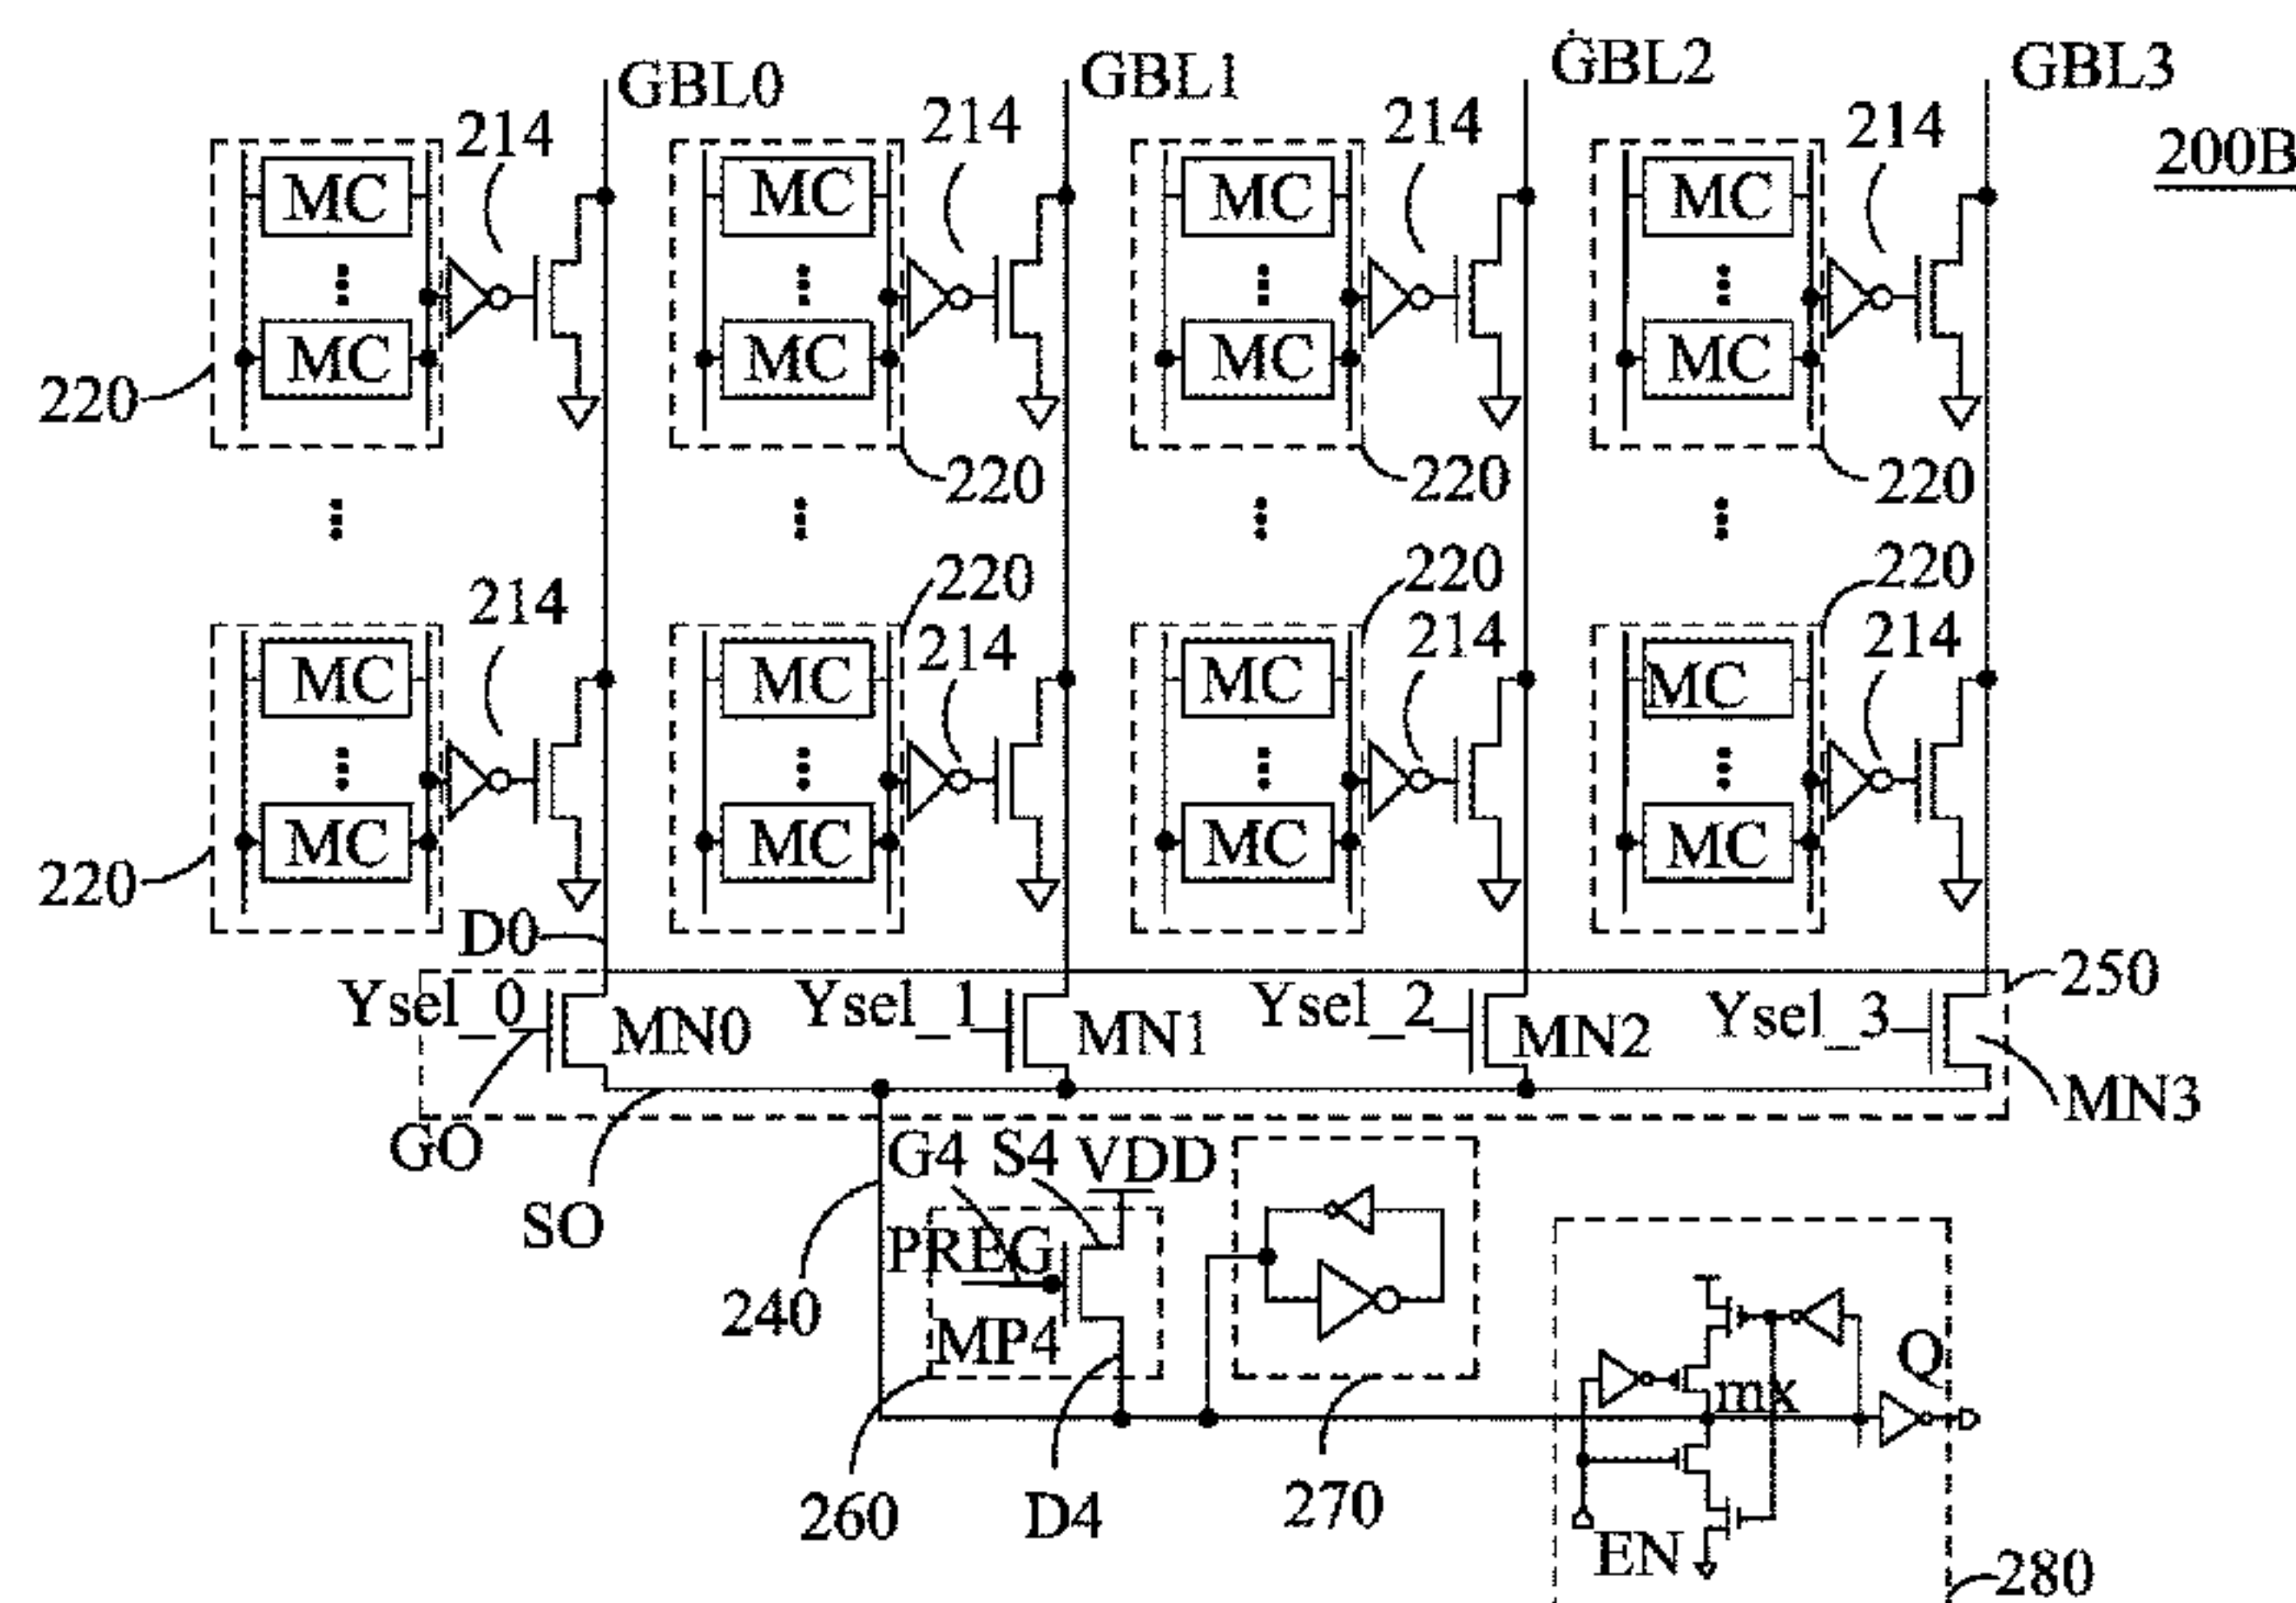 GBL0 GBL1 GBL2 GBL3
214 214 214 214
200B
MC MC MC MC
MC MC MC MC
220 220 220 220
214 214 214 214
220 220 220
MC MC MC MC
MC MC MC MC
220
D0
250
Ysel_0 MN0 Ysel_1 MN1 Ysel_2 MN2 Ysel_3
MN3
GO
G4 S4 VDD
SO
PREG
240
MP4
Q
mx
260 D4 270
EN
280